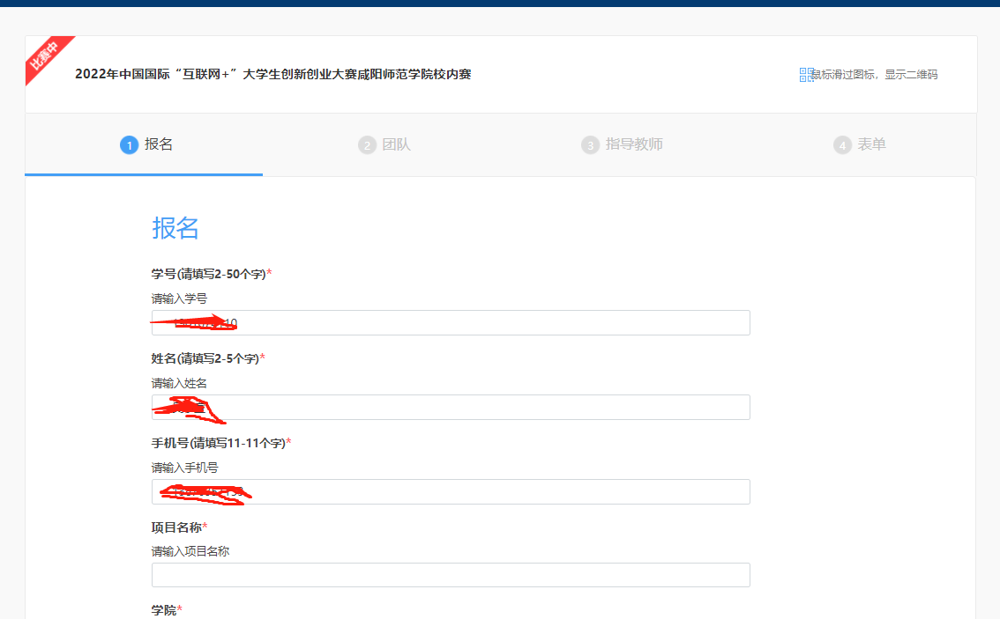 比赛中
2022年中国国际“互联网+”大学生创新创业大赛咸阳师范学院校内赛
鼠标滑过图标，显示二维码
1 报名
2 团队
3 指导教师
4 表单
报名
学号(请填写2-50个字)*
请输入学号
姓名(请填写2-5个字)*
请输入姓名
手机号(请填写11-11个字)*
请输入手机号
项目名称*
请输入项目名称
学院*